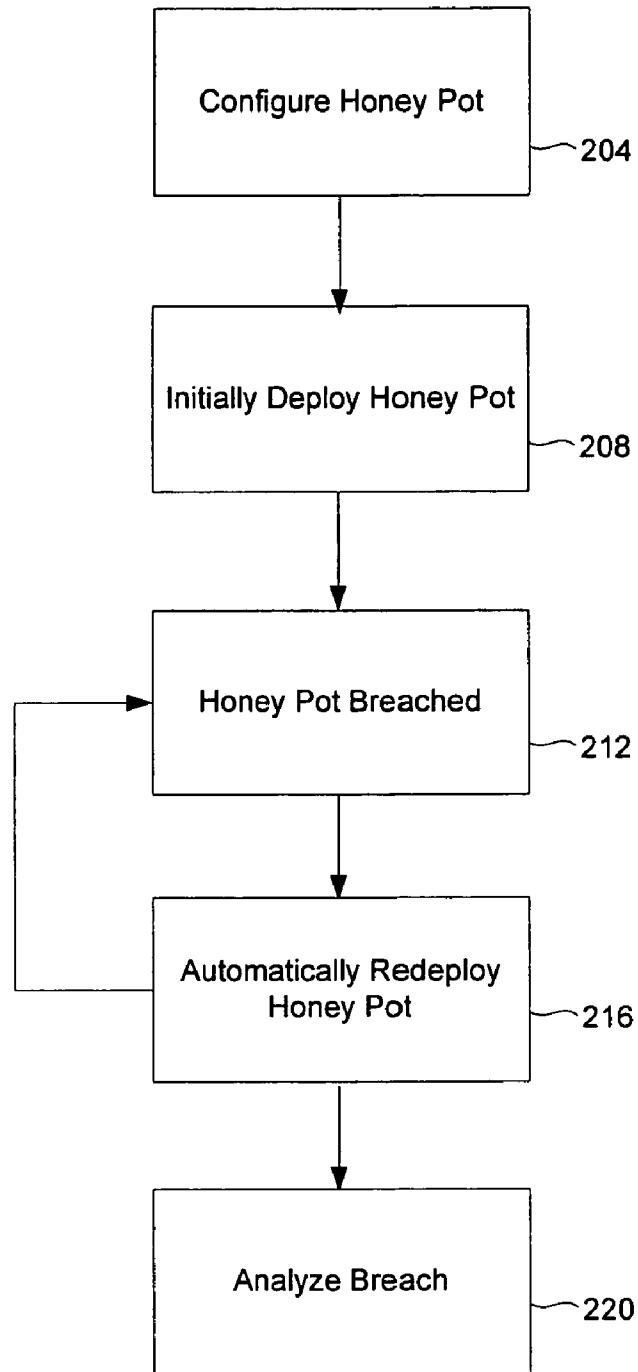 Configure Honey Pot
204
Initially Deploy Honey Pot
208
Honey Pot Breached
212
Automatically Redeploy
Honey Pot
216
Analyze Breach
220